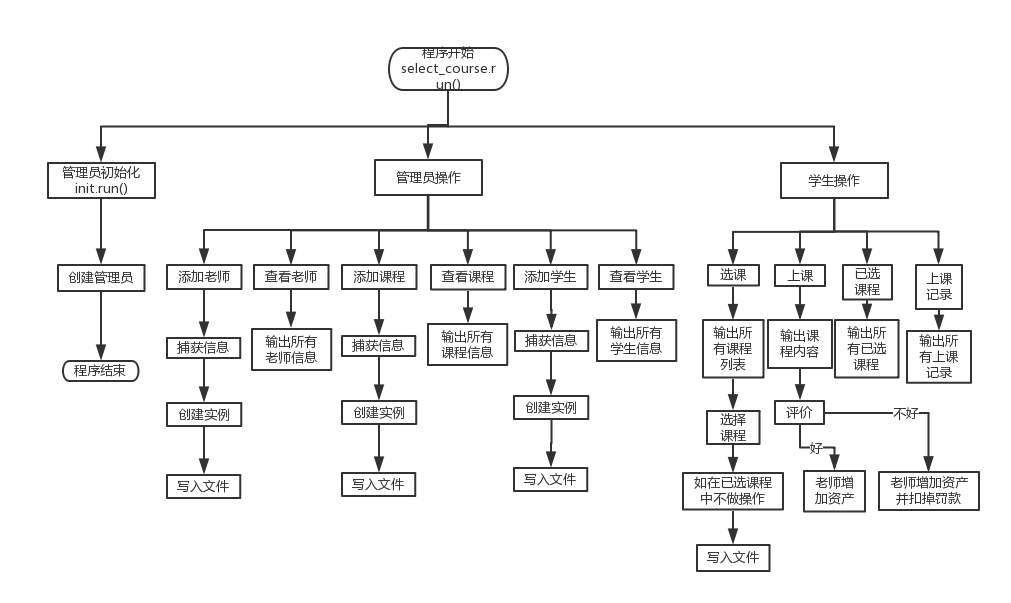 程序开始
select_course.r
un()
管理员初始化
init.run()
管理员操作
学生操作
创建管理员
添加老师
查看老师
添加课程
查看课程
添加学生
查看学生
选课
上课
已选
课程
上课
记录
程序结束
捕获信息
输出所有
老师信息
捕获信息
输出所有
课程信息
捕获信息
输出所有
学生信息
输出所
有课程
列表
输出课
程内容
输出所
有已选
课程
输出所
有上课
记录
创建实例
创建实例
创建实例
选择
课程
评价
不好
好
写入文件
写入文件
写入文件
如在已选课程
中不做操作
老师增
加资产
老师增加资产
并扣掉罚款
写入文件